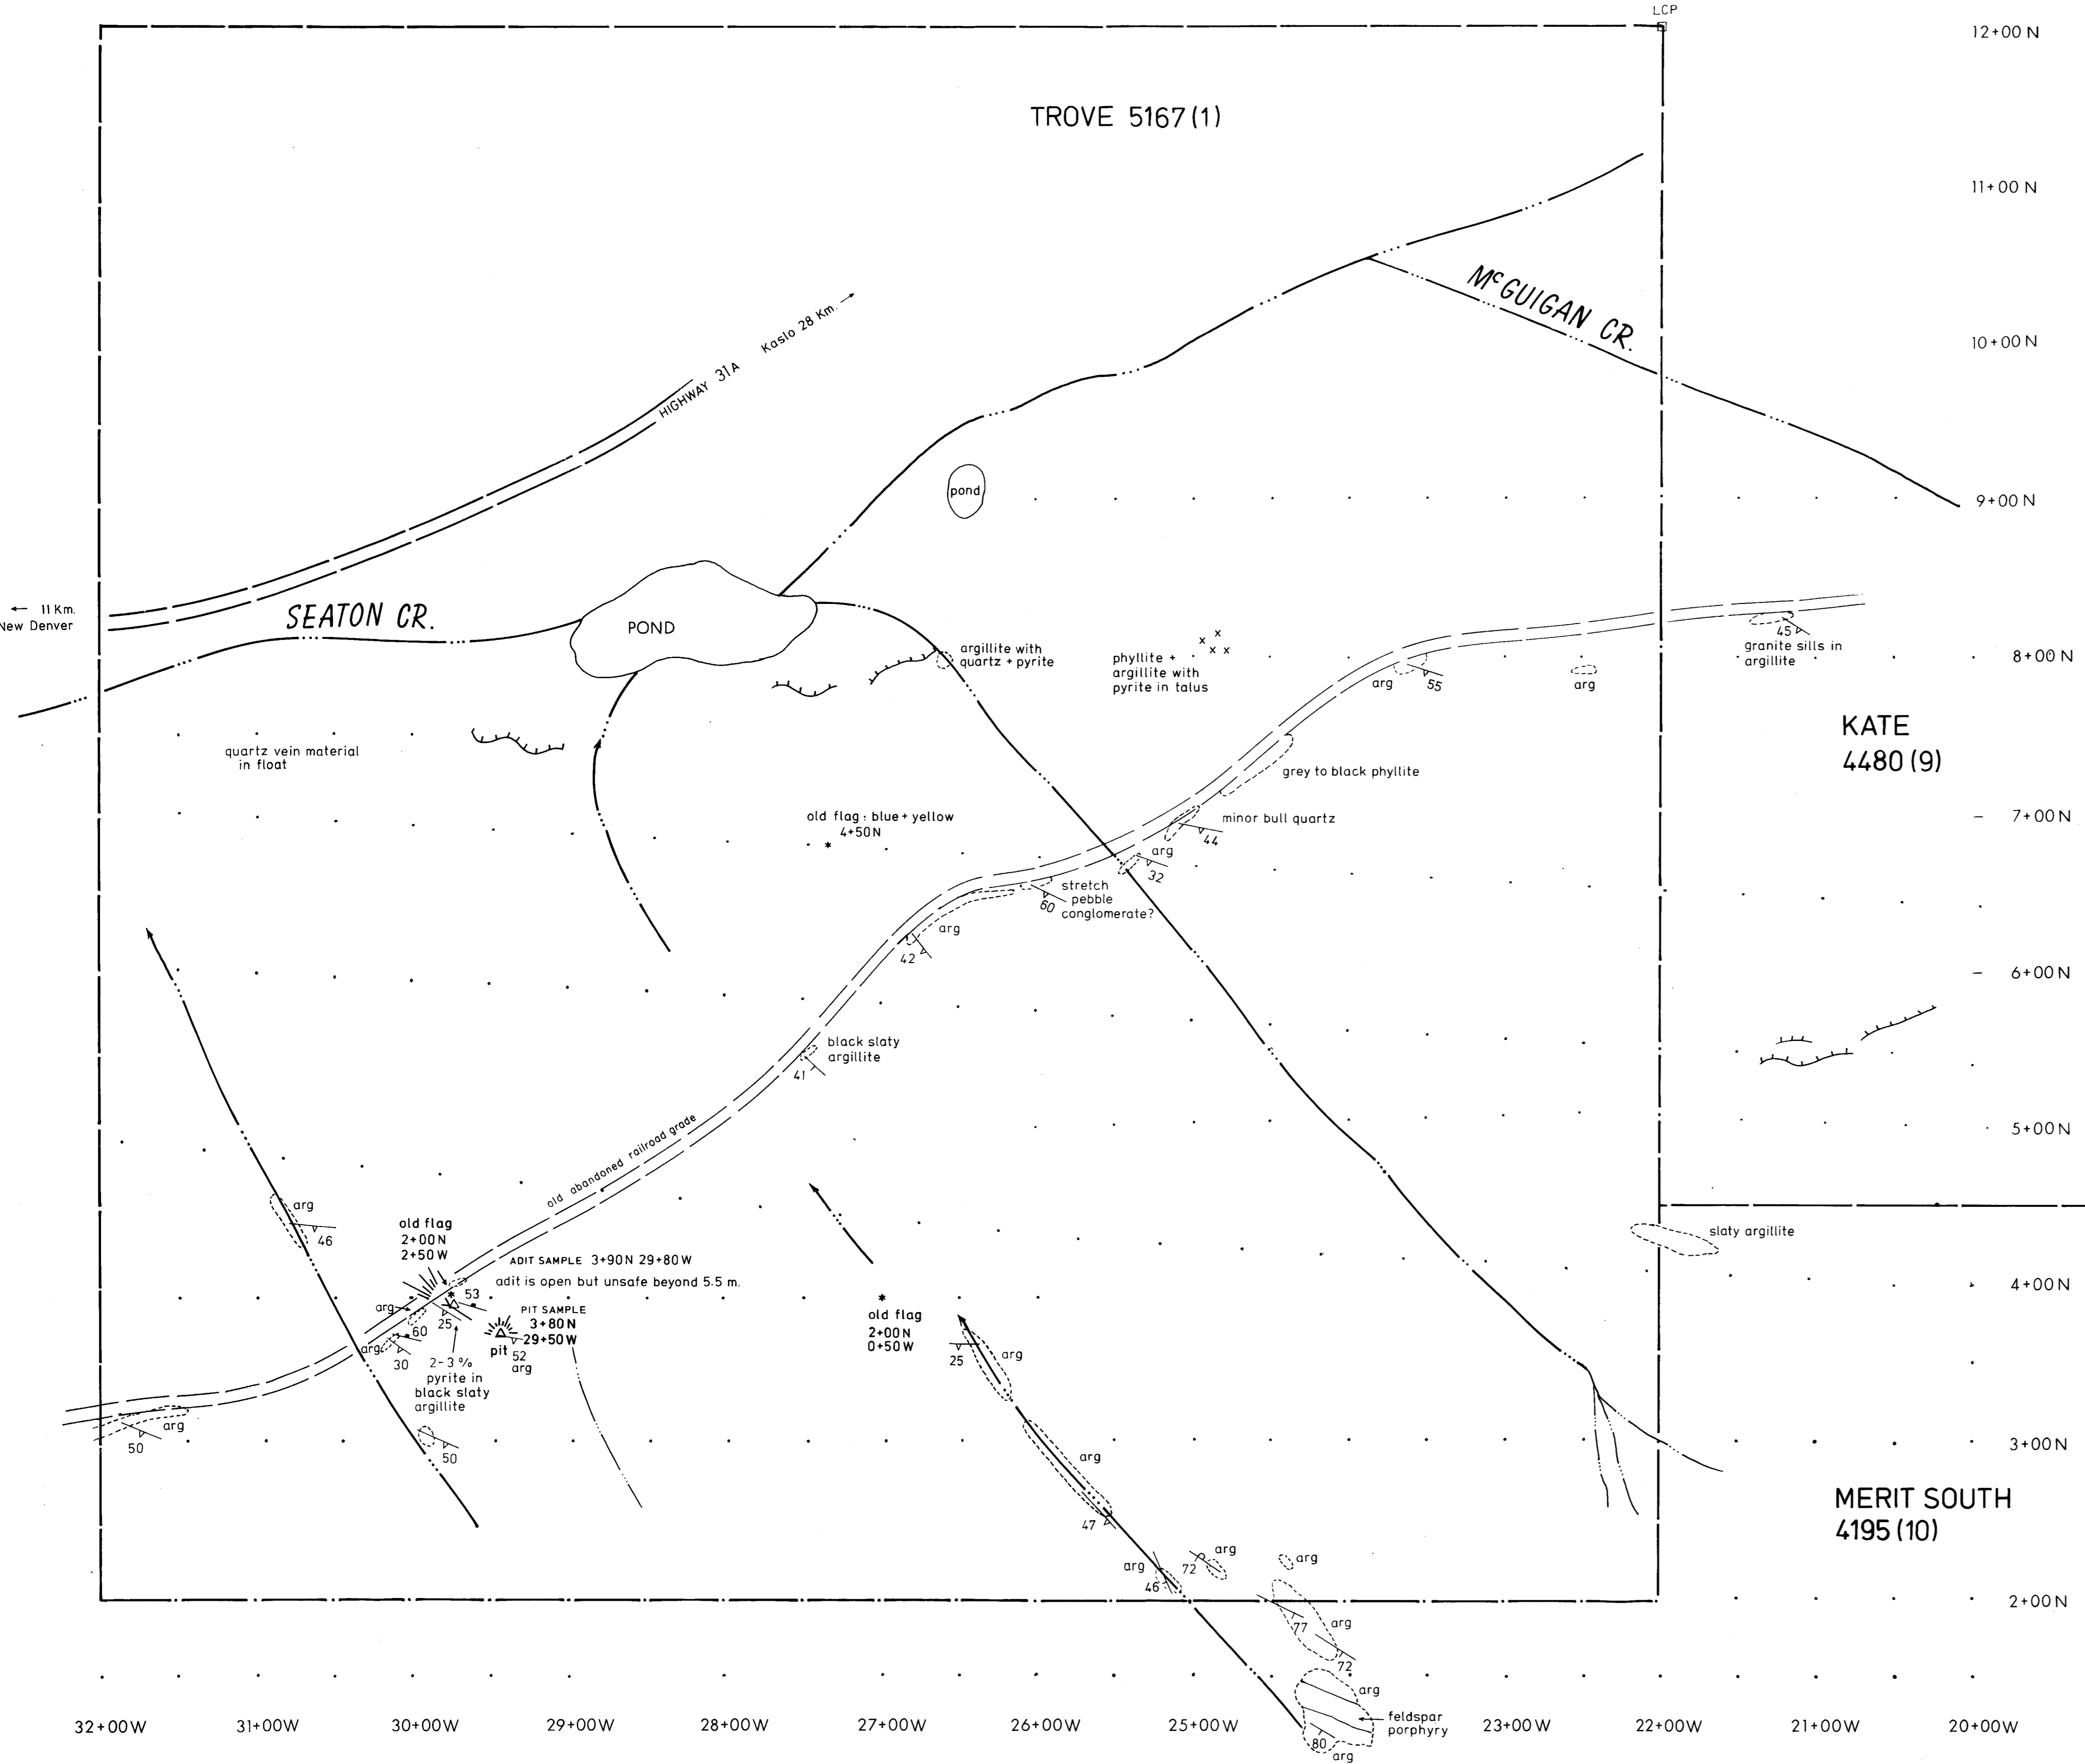 LCP
12+00 N
TROVE 5167(1)
11+00 N
McGUIGAN CR.
10+00 N
Kaslo 28 Km. →
HIGHWAY 31A
pond
9+00 N
← 11 Km.
New Denver
SEATON CR.
POND
argillite with
quartz + pyrite
phyllite +
argillite with
pyrite in talus
arg
55
arg
45
granite sills in
argillite
8+00 N
KATE
4480 (9)
quartz vein material
in float
grey to black phyllite
old flag : blue + yellow
4+50N
*
minor bull quartz
44
7+00 N
arg
32
stretch
pebble
conglomerate?
60
arg
42
6+00 N
black slaty
argillite
41
5+00 N
old abandoned railroad grade
arg
46
slaty argillite
old flag
2+00 N
2+50 W
ADIT SAMPLE 3+90N 29+80W
adit is open but unsafe beyond 5.5 m.
4+00 N
*
53
arg
25
60
PIT SAMPLE
3+80N
29+50W
pit
52
arg
arg
30
2-3 %
pyrite in
black slaty
argillite
*
old flag
2+00N
0+50W
25
arg
arg
50
50
3+00 N
arg
47
MERIT SOUTH
4195 (10)
arg
46
72
arg
arg
2+00 N
77
arg
72
arg
feldspar
porphyry
80
arg
32+00W
31+00W
30+00W
29+00W
28+00W
27+00W
26+00W
25+00W
23+00W
22+00W
21+00W
20+00W